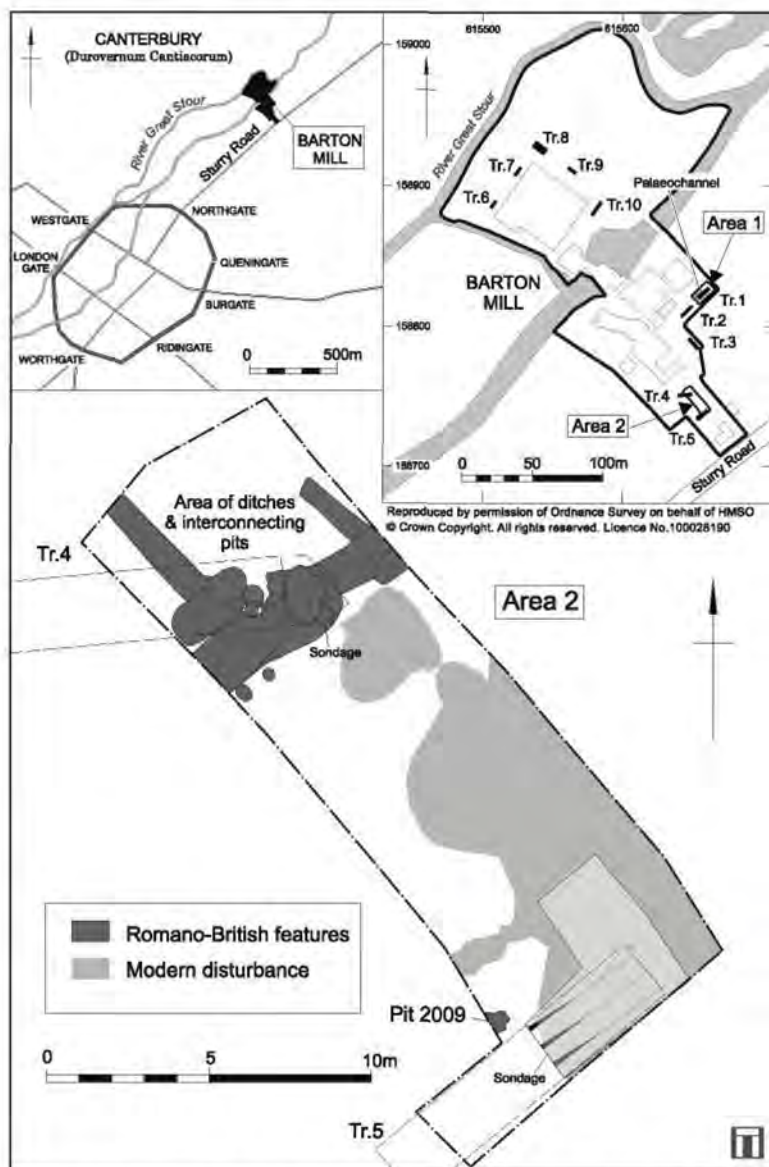 CANTERBURY
(Durovernum Cantiacorum)
River Great Stour
Sturry Road
BARTON
MILL
WESTGATE
NORTHGATE
LONDON
GATE
QUENINGATE
BURGATE
WORTHGATE
RIDINGATE
0 500m
159000
615500
615600
River Great Stour
Tr.8
Tr.7
Tr.9
158900
Tr.6
Tr.10
Palaeochannel
Area 1
BARTON
MILL
Tr.1
158800
Tr.2
Tr.3
Tr.4
Area 2
Tr.5
158700
Sturry Road
0 50 100m
Reproduced by permission of Ordnance Survey on behalf of HMSO
© Crown Copyright. All rights reserved. Licence No.100028190
Area of ditches
& interconnecting
pits
Tr.4
Area 2
Sondage
Romano-British features
Modern disturbance
Pit 2009
0 5 10m
Sondage
Tr.5